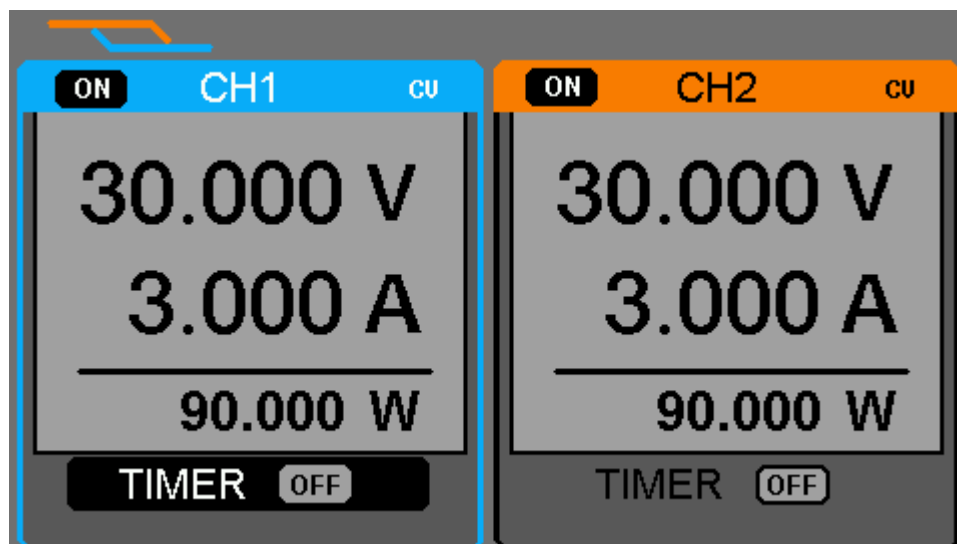 ON CH1 CV
30.000 V
3.000 A
90.000 W
TIMER OFF
ON CH2 CV
30.000 V
3.000 A
90.000 W
TIMER OFF